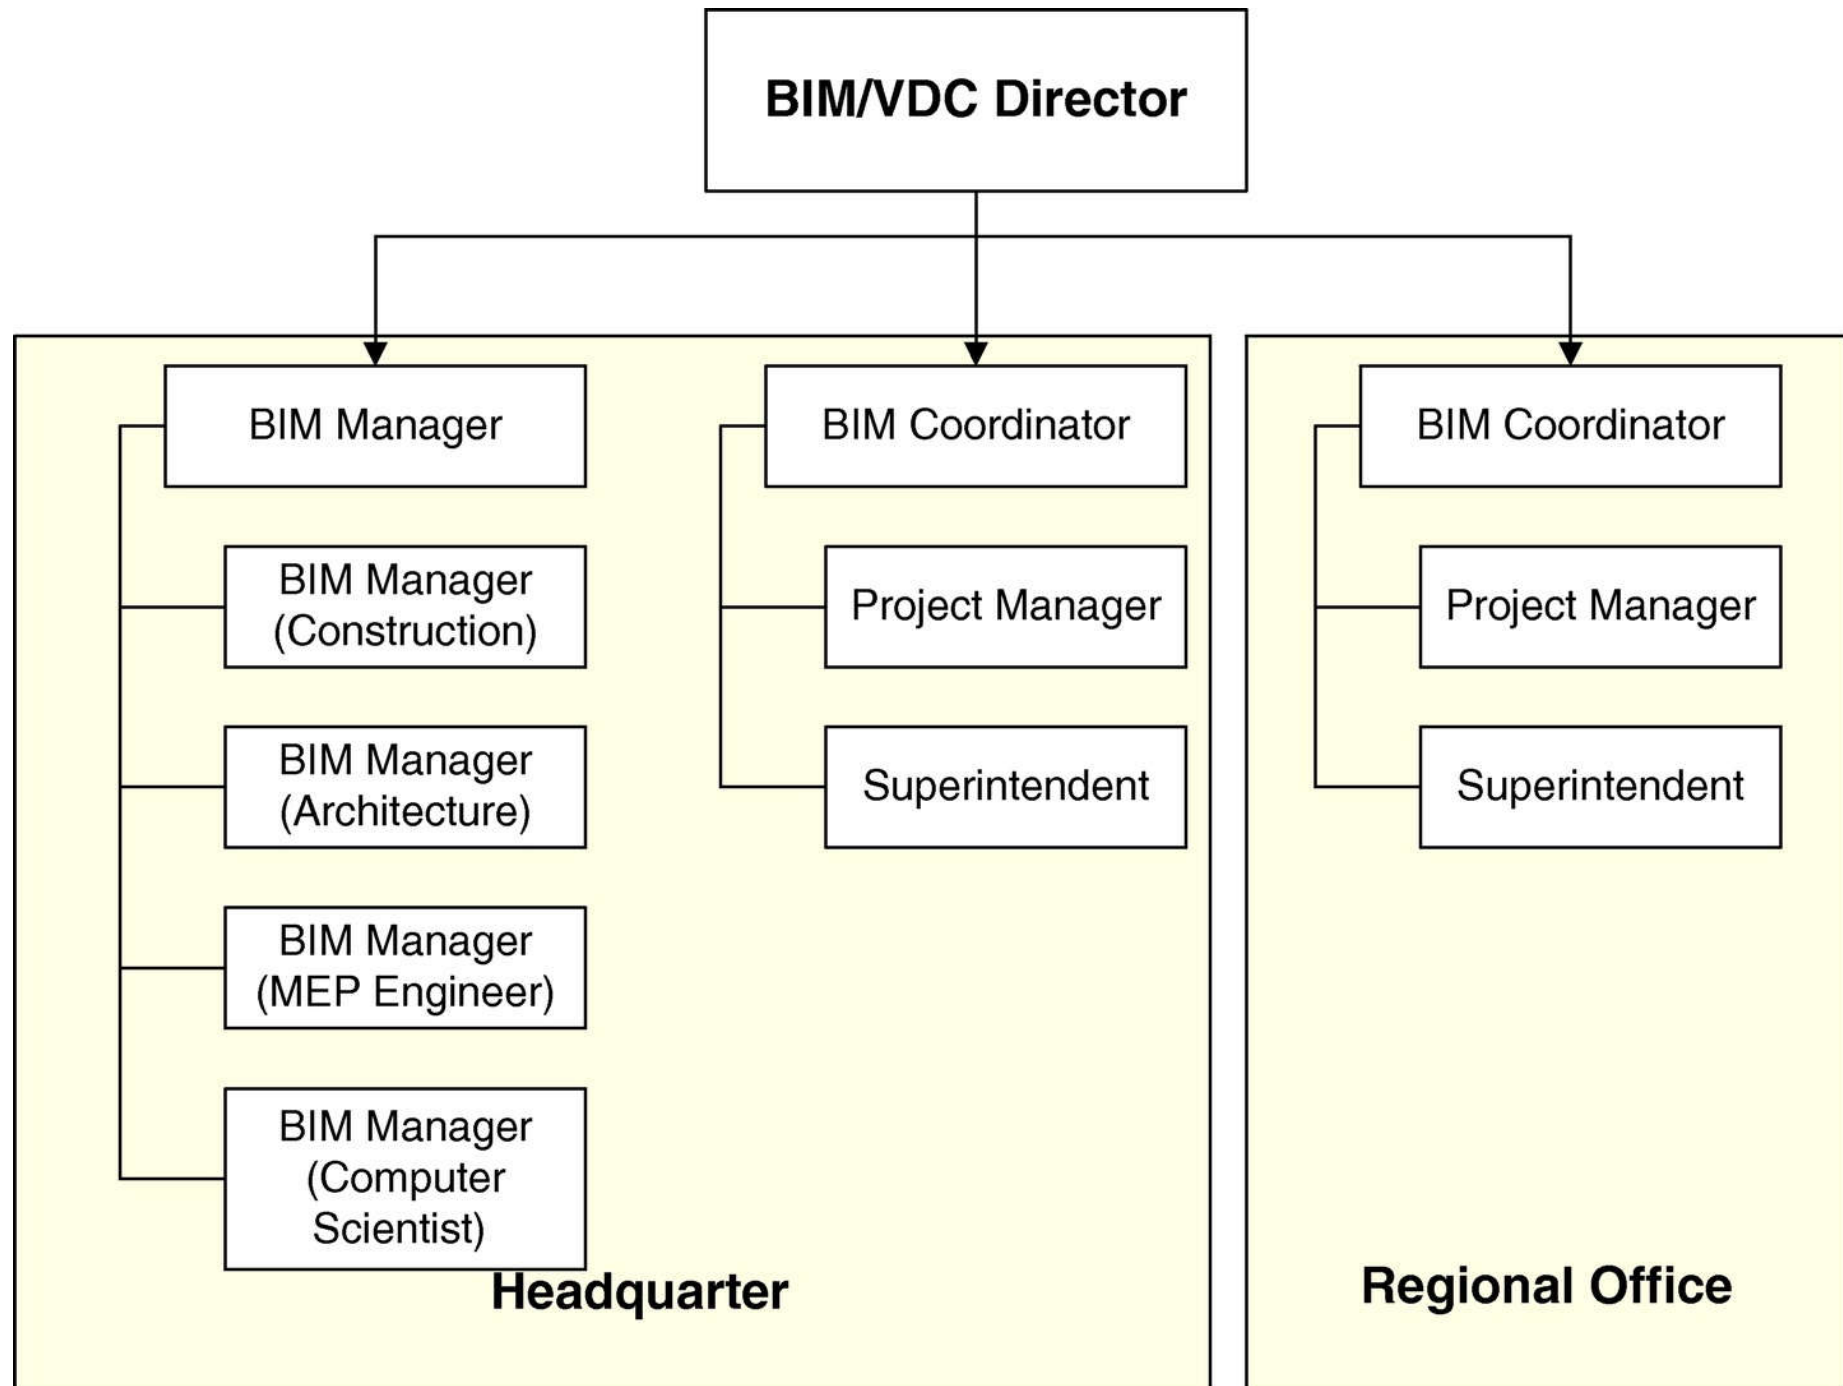 BIM/VDC Director
BIM Manager
BIM Manager
(Construction)
BIM Manager
(Architecture)
BIM Manager
(MEP Engineer)
BIM Manager
(Computer
Scientist)
BIM Coordinator
Project Manager
Superintendent
Headquarter
BIM Coordinator
Project Manager
Superintendent
Regional Office